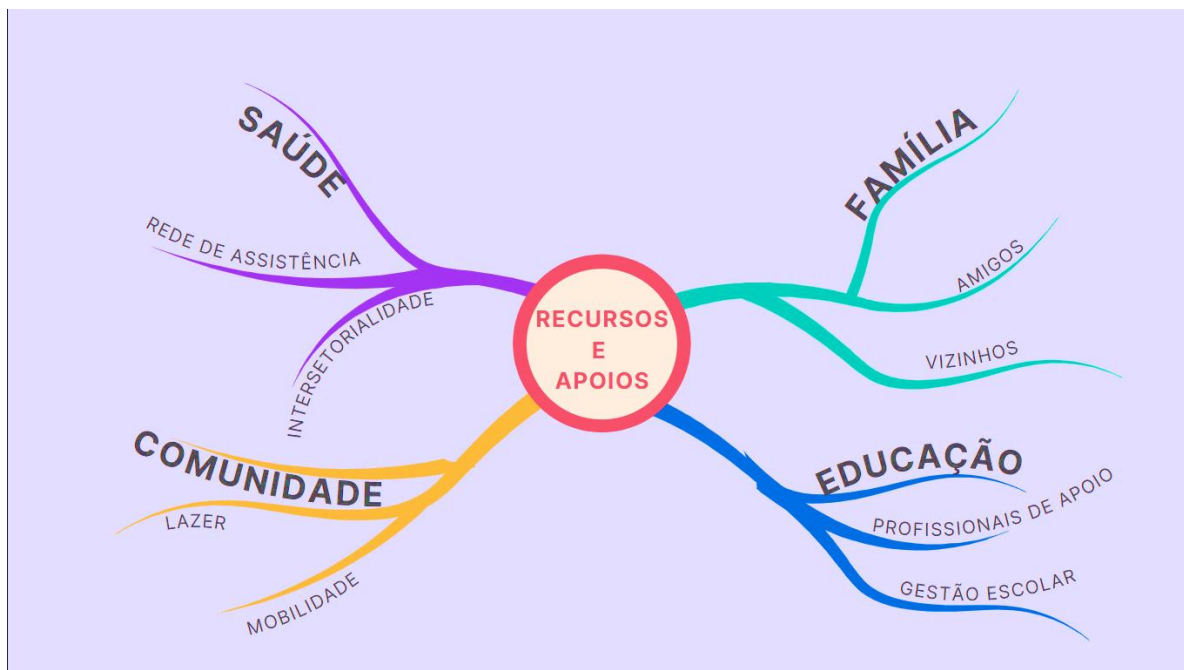 SAÚDE
REDE DE ASSISTÊNCIA
INTERSETORIALIDADE
FAMÍLIA
AMIGOS
VIZINHOS
RECURSOS
E
APOIOS
COMUNIDADE
LAZER
MOBILIDADE
EDUCAÇÃO
PROFISSIONAIS DE APOIO
GESTÃO ESCOLAR